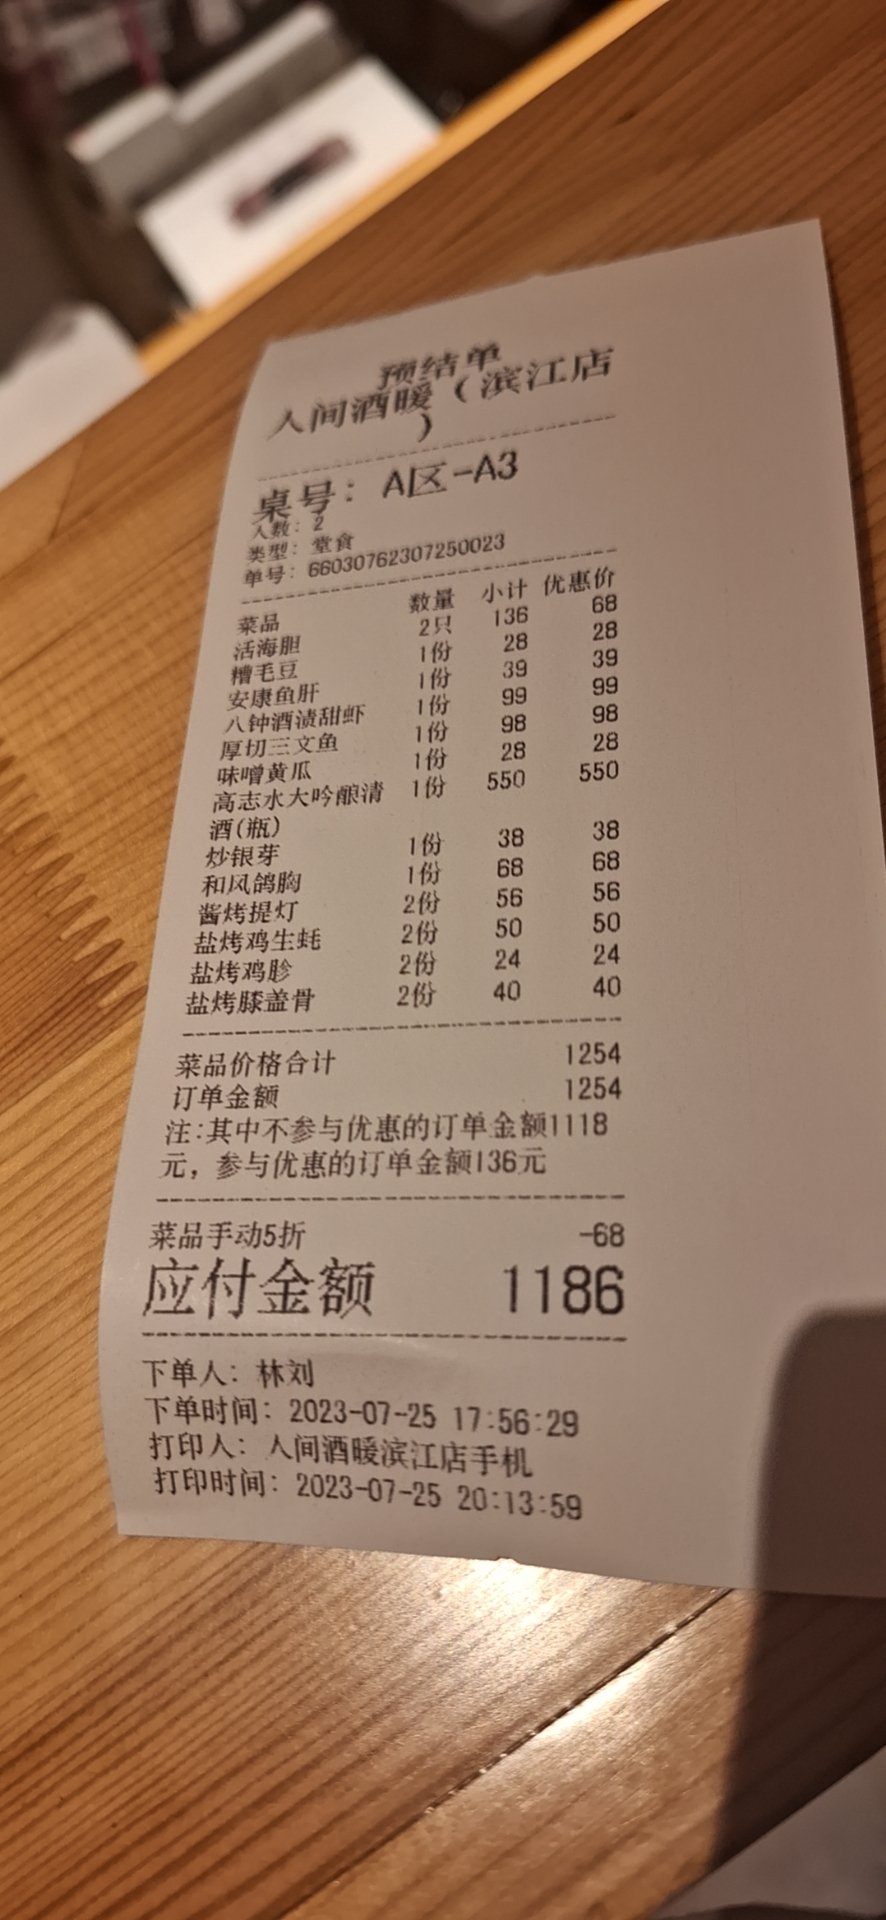 预结单
人间酒暖(滨江店
)
桌号: A区-A3
人数: 2
类型: 堂食
单号: 66030762307250023
菜品 数量 小计 优惠价
活海胆 2只 136 68
糟毛豆 1份 28 28
安康鱼肝 1份 39 39
八钟酒渍甜虾 1份 99 99
厚切三文鱼 1份 98 98
味噌黄瓜 1份 28 28
高志水大吟酿清 1份 550 550
酒(瓶)
炒银芽 1份 38 38
和风鸽胸 1份 68 68
酱烤提灯 2份 56 56
盐烤鸡生蚝 2份 50 50
盐烤鸡胗 2份 24 24
盐烤膝盖骨 2份 40 40
菜品价格合计 1254
订单金额 1254
注:其中不参与优惠的订单金额1118
元, 参与优惠的订单金额136元
菜品手动5折 -68
应付金额 1186
下单人: 林刘
下单时间: 2023-07-25 17:56:29
打印人: 人间酒暖滨江店手机
打印时间: 2023-07-25 20:13:59